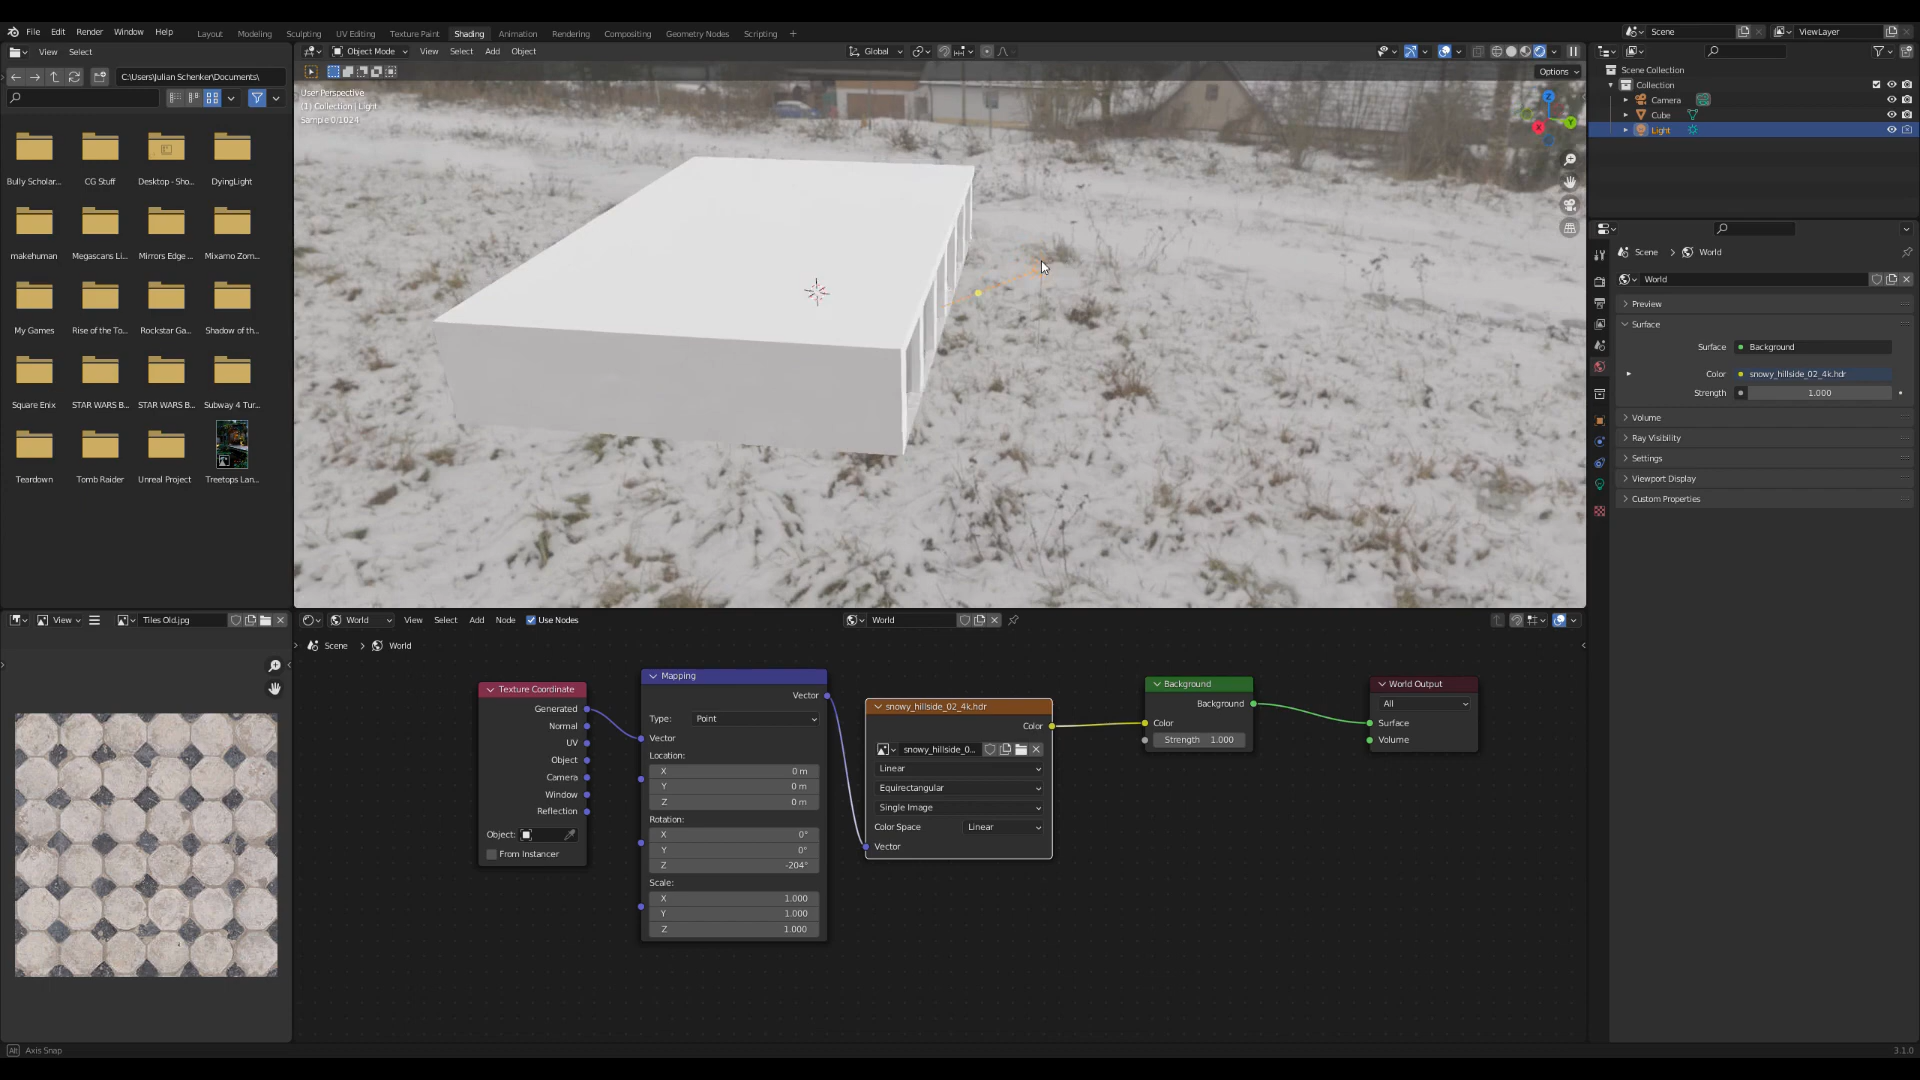 File Edit Render Window Help
Layout Modeling Sculpting UV Editing Texture Paint Shading Animation Rendering Compositing Geometry Nodes Scripting +
Scene
ViewLayer
View Select
Object Mode View Select Add Object
Global
C:\Users\Julian Schenker\Documents\
Options
User Perspective
(1) Collection | Light
Sample 0/1024
Z
Y
X
Bully Scholar... CG Stuff Desktop - Sho... DyingLight
makehuman Megascans Li... Mirrors Edge ... Mixamo Zom...
My Games Rise of the To... Rockstar Ga... Shadow of th...
Square Enix STAR WARS B... STAR WARS B... Subway 4 Tur...
Teardown Tomb Raider Unreal Project Treetops Lan...
Scene Collection
Collection
Camera
Cube
Light
Scene > World
World
Preview
Surface
Surface Background
Color snowy_hillside_02_4k.hdr
Strength 1.000
Volume
Ray Visibility
Settings
Viewport Display
Custom Properties
View Tiles Old.jpg
World View Select Add Node Use Nodes World
Scene > World
Texture Coordinate
Generated
Normal
UV
Object
Camera
Window
Reflection
Object:
From Instancer
Mapping
Vector
Type: Point
Vector
Location:
X 0 m
Y 0 m
Z 0 m
Rotation:
X 0°
Y 0°
Z -204°
Scale:
X 1.000
Y 1.000
Z 1.000
snowy_hillside_02_4k.hdr
Color
snowy_hillside_0...
Linear
Equirectangular
Single Image
Color Space Linear
Vector
Background
Background
Color
Strength 1.000
World Output
All
Surface
Volume
Alt Axis Snap
3.1.0